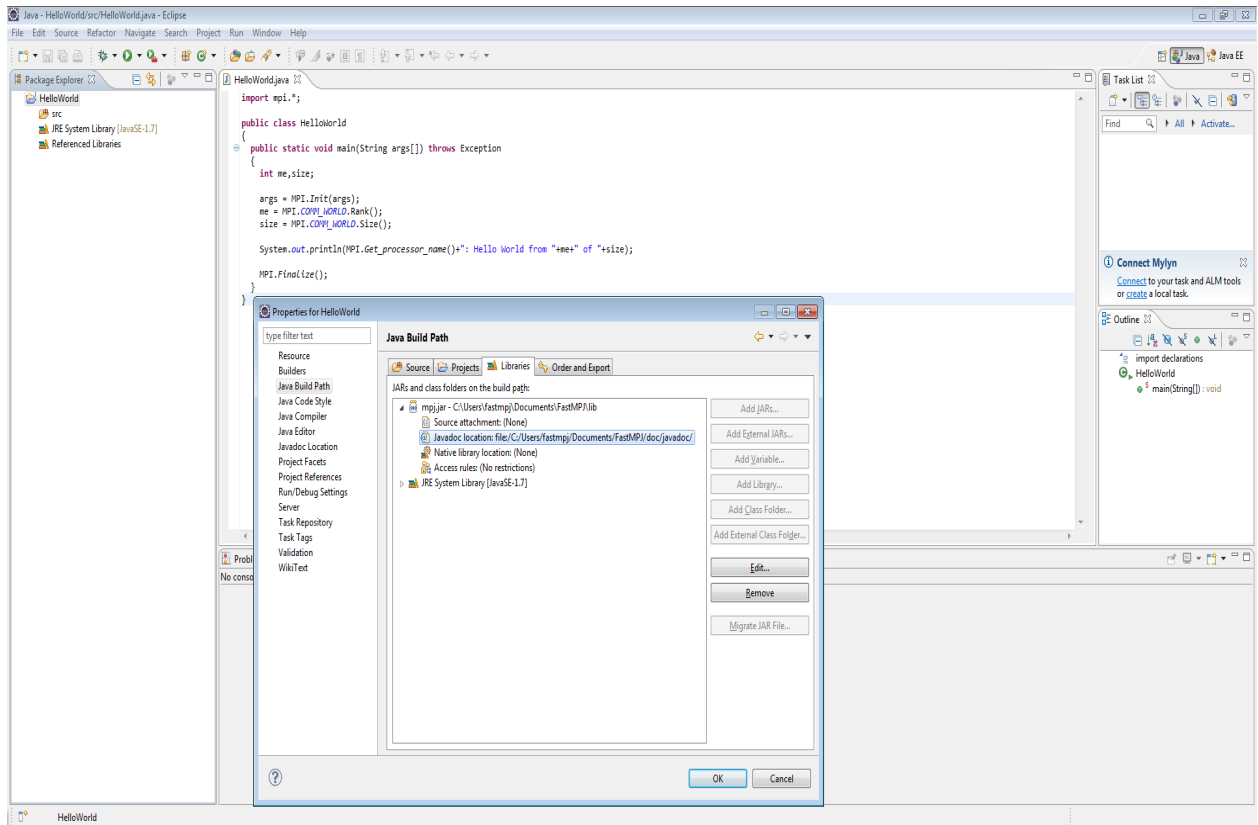 Java - HelloWorld/src/HelloWorld.java - Eclipse
File Edit Source Refactor Navigate Search Project Run Window Help
Java Java EE
Package Explorer
HelloWorld
src
JRE System Library [JavaSE-1.7]
Referenced Libraries
HelloWorld.java
import mpi.*;
public class HelloWorld
{
public static void main(String args[]) throws Exception
{
int me,size;
args = MPI.Init(args);
me = MPI.COMM_WORLD.Rank();
size = MPI.COMM_WORLD.Size();
System.out.println(MPI.Get_processor_name()+": Hello World from "+me+" of "+size);
MPI.Finalize();
}
}
Task List
Find All Activate...
Connect Mylyn
Connect to your task and ALM tools
or create a local task.
Outline
import declarations
HelloWorld
main(String[]) : void
Probl
No conso
Properties for HelloWorld
type filter text
Resource
Builders
Java Build Path
Java Code Style
Java Compiler
Java Editor
Javadoc Location
Project Facets
Project References
Run/Debug Settings
Server
Task Repository
Task Tags
Validation
WikiText
Java Build Path
Source Projects Libraries Order and Export
JARs and class folders on the build path:
mpj.jar - C:\Users\fastmpj\Documents\FastMPJ\lib
Source attachment: (None)
Javadoc location: file:/C:/Users/fastmpj/Documents/FastMPJ/doc/javadoc/
Native library location: (None)
Access rules: (No restrictions)
JRE System Library [JavaSE-1.7]
Add JARs...
Add External JARs...
Add Variable...
Add Library...
Add Class Folder...
Add External Class Folder...
Edit...
Remove
Migrate JAR File...
OK Cancel
HelloWorld